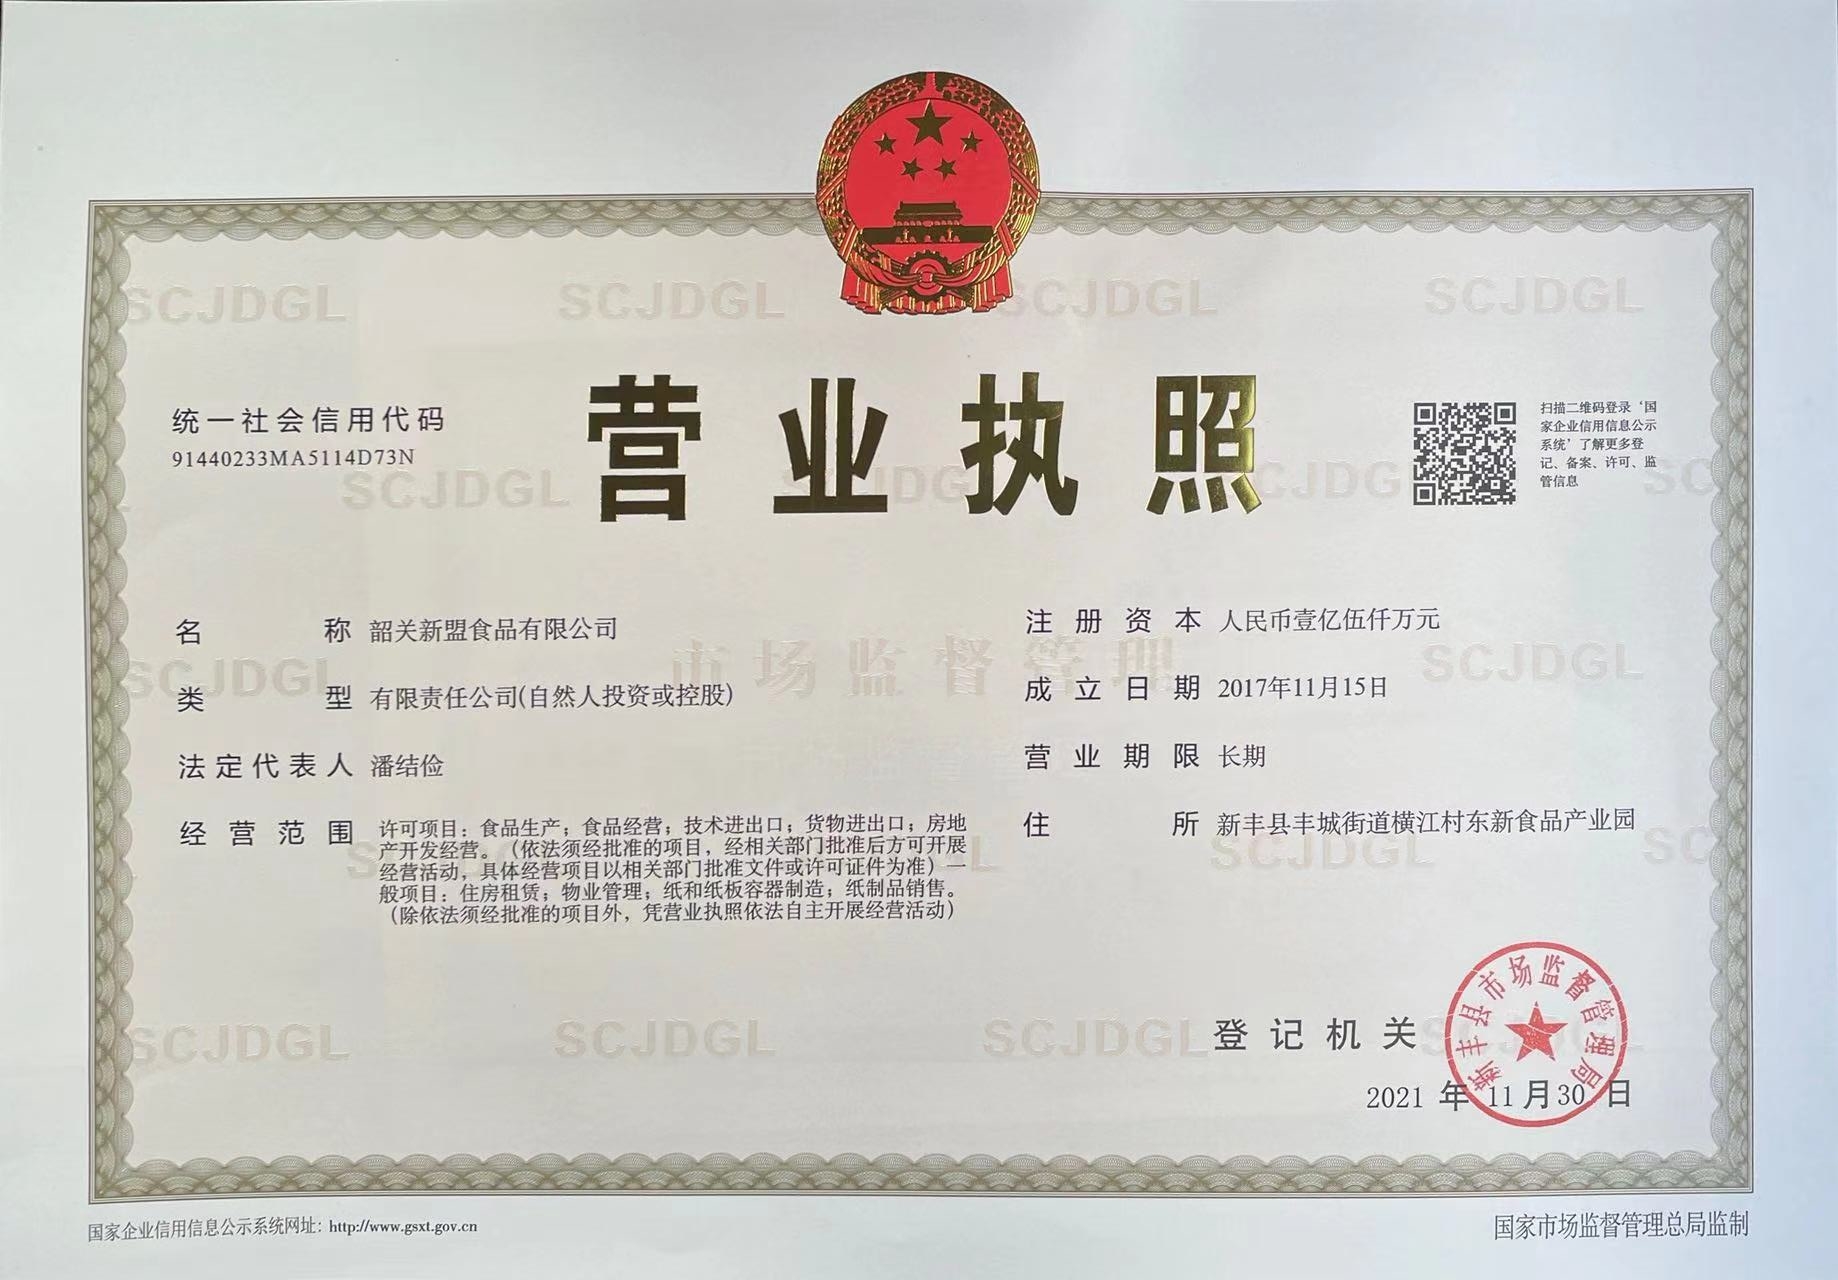 营业执照
统一社会信用代码
91440233MA5114D73N
扫描二维码登录‘国
家企业信用信息公示
系统’了解更多登
记、备案、许可、监
管信息
名称 韶关新盟食品有限公司
类型 有限责任公司(自然人投资或控股)
法定代表人 潘结俭
经营范围 许可项目：食品生产；食品经营；技术进出口；货物进出口；房地
产开发经营。（依法须经批准的项目，经相关部门批准后方可开展
经营活动，具体经营项目以相关部门批准文件或许可证件为准）一
般项目：住房租赁；物业管理；纸和纸板容器制造；纸制品销售。
（除依法须经批准的项目外，凭营业执照依法自主开展经营活动）
注册资本 人民币壹亿伍仟万元
成立日期 2017年11月15日
营业期限 长期
住所 新丰县丰城街道横江村东新食品产业园
登记机关
新丰县市场监督管理局
2021 年 11 月 30 日
国家企业信用信息公示系统网址：http://www.gsxt.gov.cn
国家市场监督管理总局监制
SCJDGL
市场监督管理